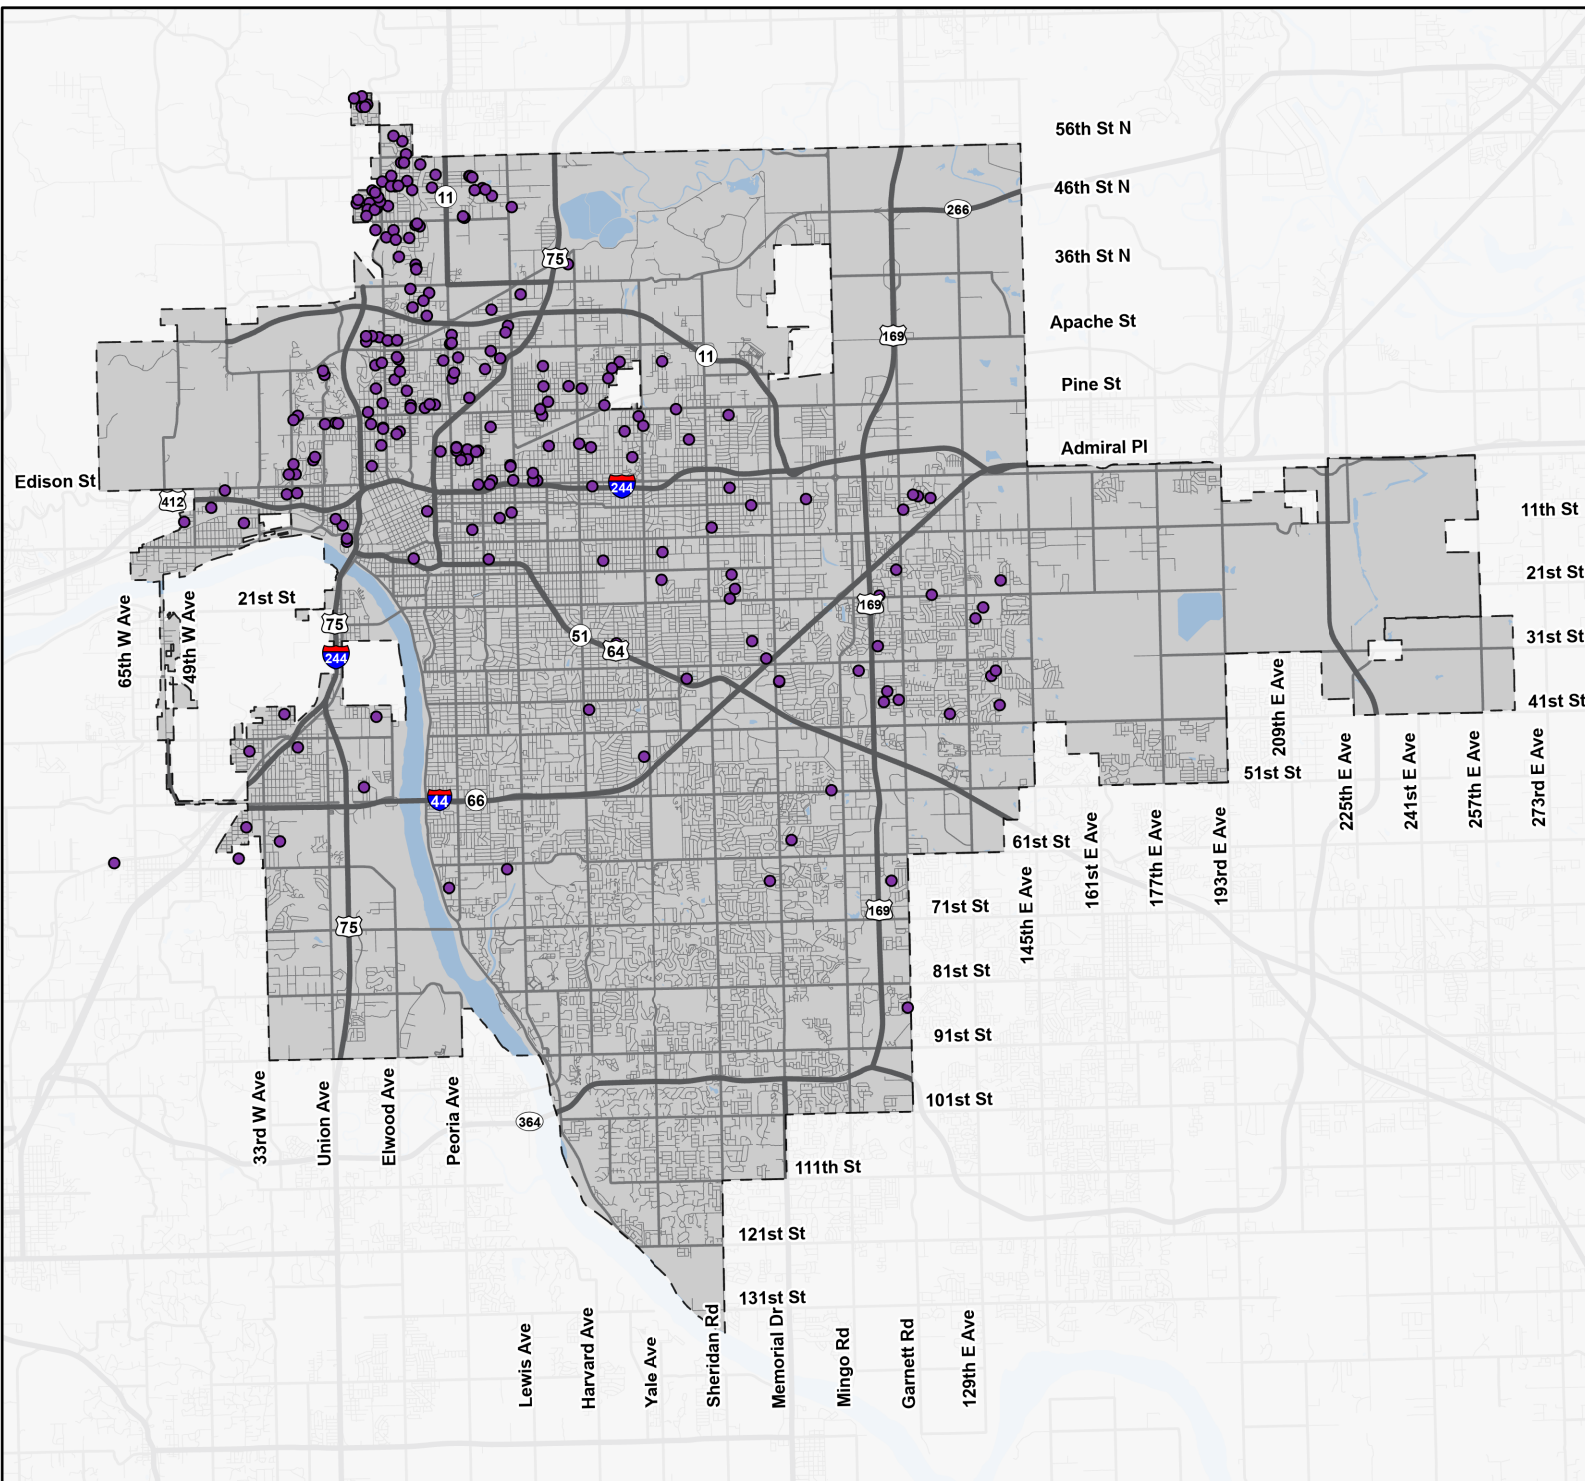 56th St N
46th St N
11
266
36th St N
75
Apache St
169
11
Pine St
Admiral Pl
Edison St
244
412
11th St
21st St
21st St
169
75
31st St
51
64
244
65th W Ave
49th W Ave
209th E Ave
41st St
51st St
225th E Ave
241st E Ave
257th E Ave
273rd E Ave
44
66
61st St
161st E Ave
177th E Ave
193rd E Ave
145th E Ave
71st St
169
75
81st St
91st St
101st St
33rd W Ave
Union Ave
Elwood Ave
Peoria Ave
364
111th St
121st St
131st St
Lewis Ave
Harvard Ave
Yale Ave
Sheridan Rd
Memorial Dr
Mingo Rd
Garnett Rd
129th E Ave